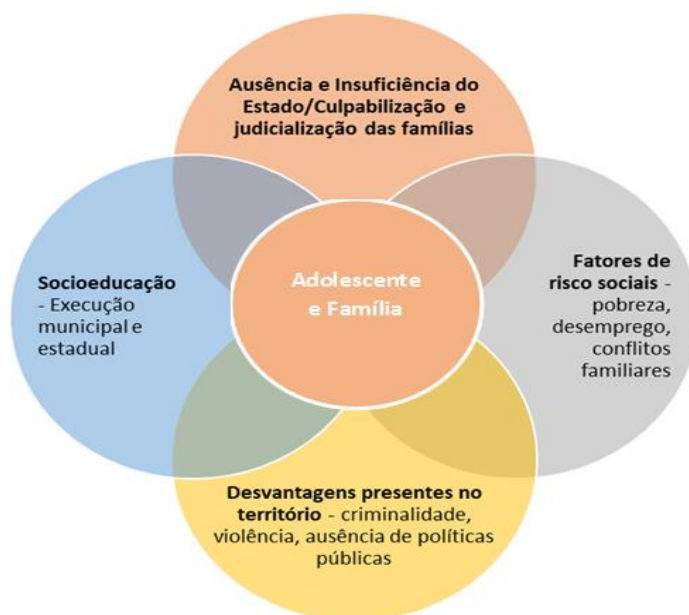 Ausência e Insuficiência do
Estado/Culpabilização e
judicialização das famílias
Socioeducação
- Execução
municipal e
estadual
Adolescente
e Família
Fatores de
risco sociais -
pobreza,
desemprego,
conflitos
familiares
Desvantagens presentes no
território - criminalidade,
violência, ausência de políticas
públicas